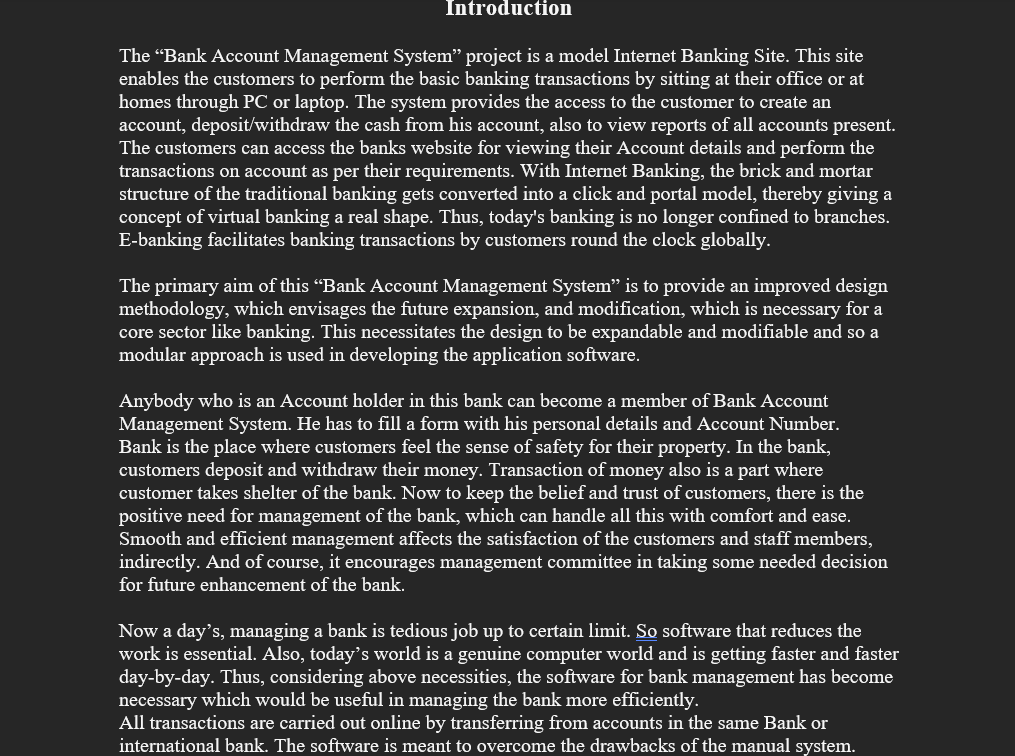 Introduction
The “Bank Account Management System” project is a model Internet Banking Site. This site
enables the customers to perform the basic banking transactions by sitting at their office or at
homes through PC or laptop. The system provides the access to the customer to create an
account, deposit/withdraw the cash from his account, also to view reports of all accounts present.
The customers can access the banks website for viewing their Account details and perform the
transactions on account as per their requirements. With Internet Banking, the brick and mortar
structure of the traditional banking gets converted into a click and portal model, thereby giving a
concept of virtual banking a real shape. Thus, today's banking is no longer confined to branches.
E-banking facilitates banking transactions by customers round the clock globally.
The primary aim of this “Bank Account Management System” is to provide an improved design
methodology, which envisages the future expansion, and modification, which is necessary for a
core sector like banking. This necessitates the design to be expandable and modifiable and so a
modular approach is used in developing the application software.
Anybody who is an Account holder in this bank can become a member of Bank Account
Management System. He has to fill a form with his personal details and Account Number.
Bank is the place where customers feel the sense of safety for their property. In the bank,
customers deposit and withdraw their money. Transaction of money also is a part where
customer takes shelter of the bank. Now to keep the belief and trust of customers, there is the
positive need for management of the bank, which can handle all this with comfort and ease.
Smooth and efficient management affects the satisfaction of the customers and staff members,
indirectly. And of course, it encourages management committee in taking some needed decision
for future enhancement of the bank.
Now a day’s, managing a bank is tedious job up to certain limit. So software that reduces the
work is essential. Also, today’s world is a genuine computer world and is getting faster and faster
day-by-day. Thus, considering above necessities, the software for bank management has become
necessary which would be useful in managing the bank more efficiently.
All transactions are carried out online by transferring from accounts in the same Bank or
international bank. The software is meant to overcome the drawbacks of the manual system.